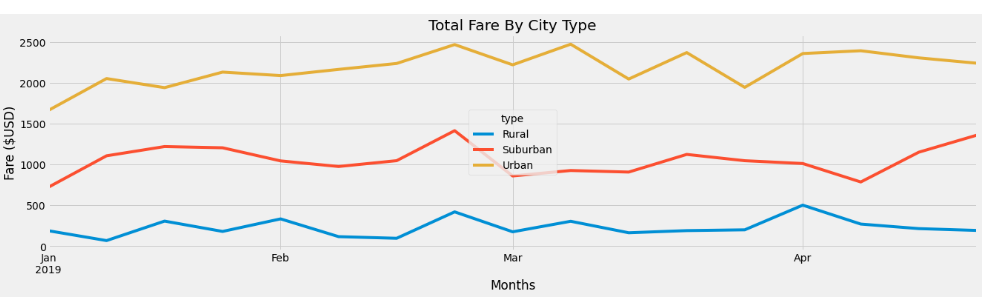 Total Fare By City Type
Fare ($USD)
2500
2000
1500
1000
500
0
type
Rural
Suburban
Urban
Jan
2019
Feb
Mar
Apr
Months